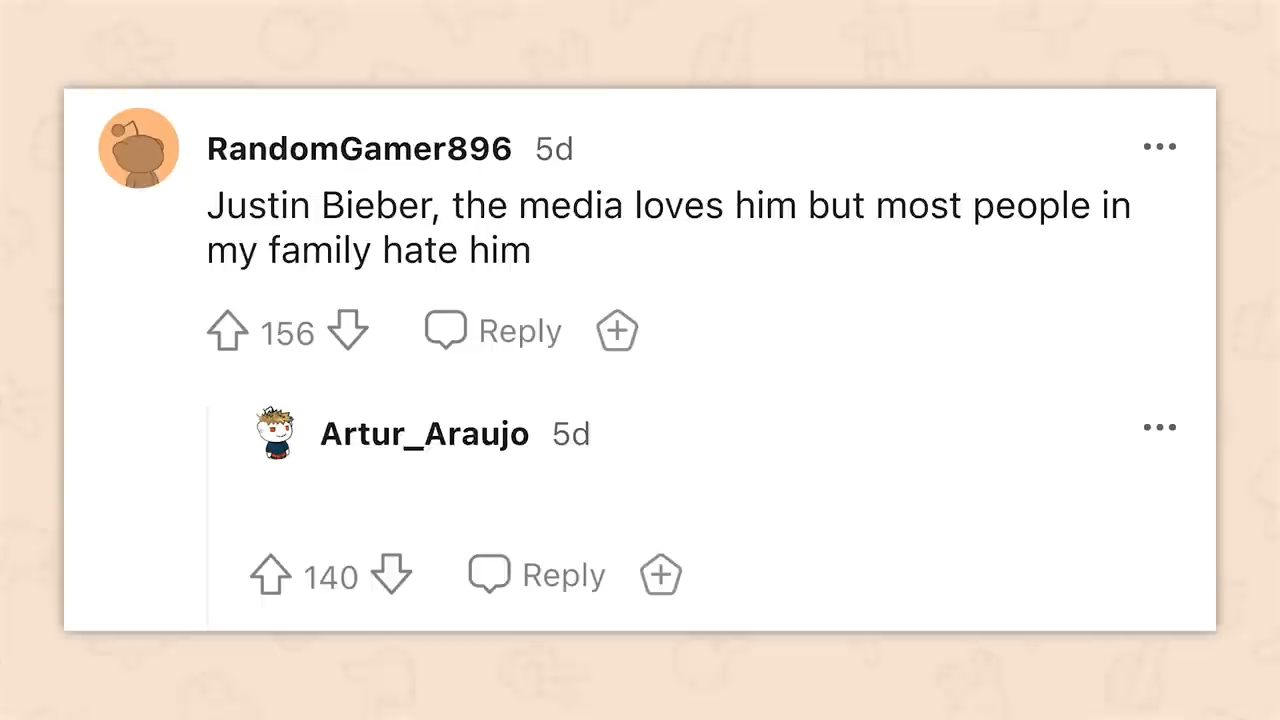 RandomGamer896 5d
Justin Bieber, the media loves him but most people in
my family hate him
156 Reply
Artur_Araujo 5d
140 Reply